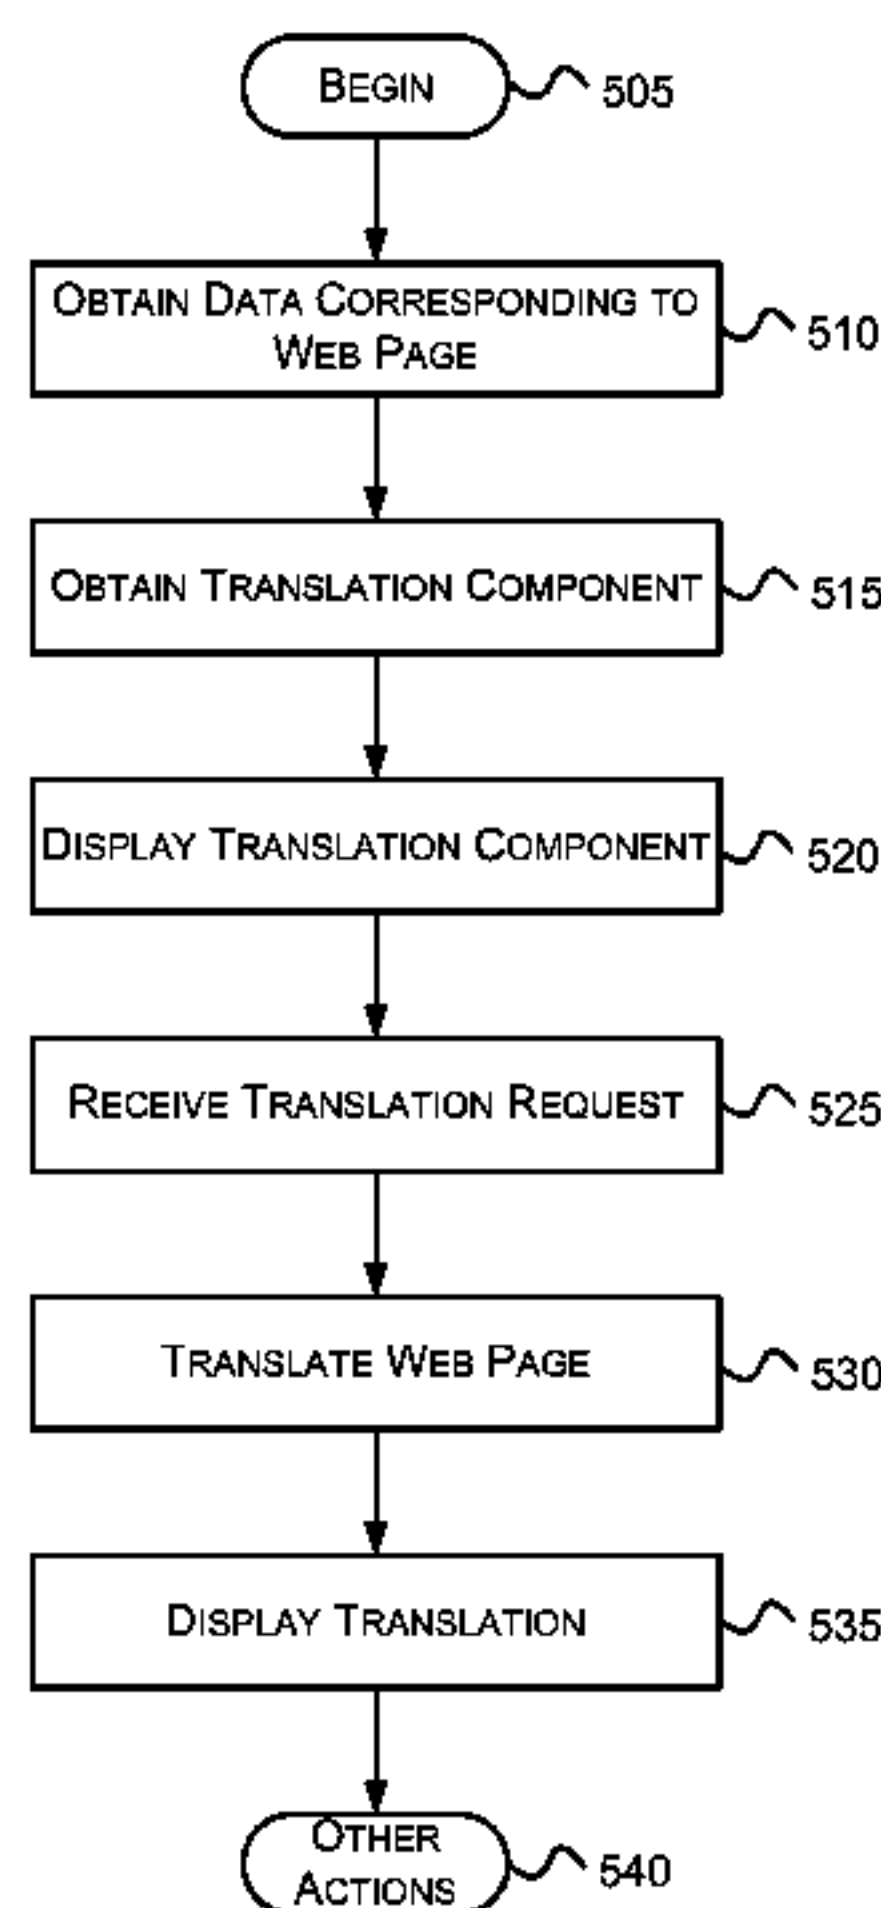 BEGIN 505
OBTAIN DATA CORRESPONDING TO
WEB PAGE
510
OBTAIN TRANSLATION COMPONENT 515
DISPLAY TRANSLATION COMPONENT 520
RECEIVE TRANSLATION REQUEST 525
TRANSLATE WEB PAGE 530
DISPLAY TRANSLATION 535
OTHER
ACTIONS
540